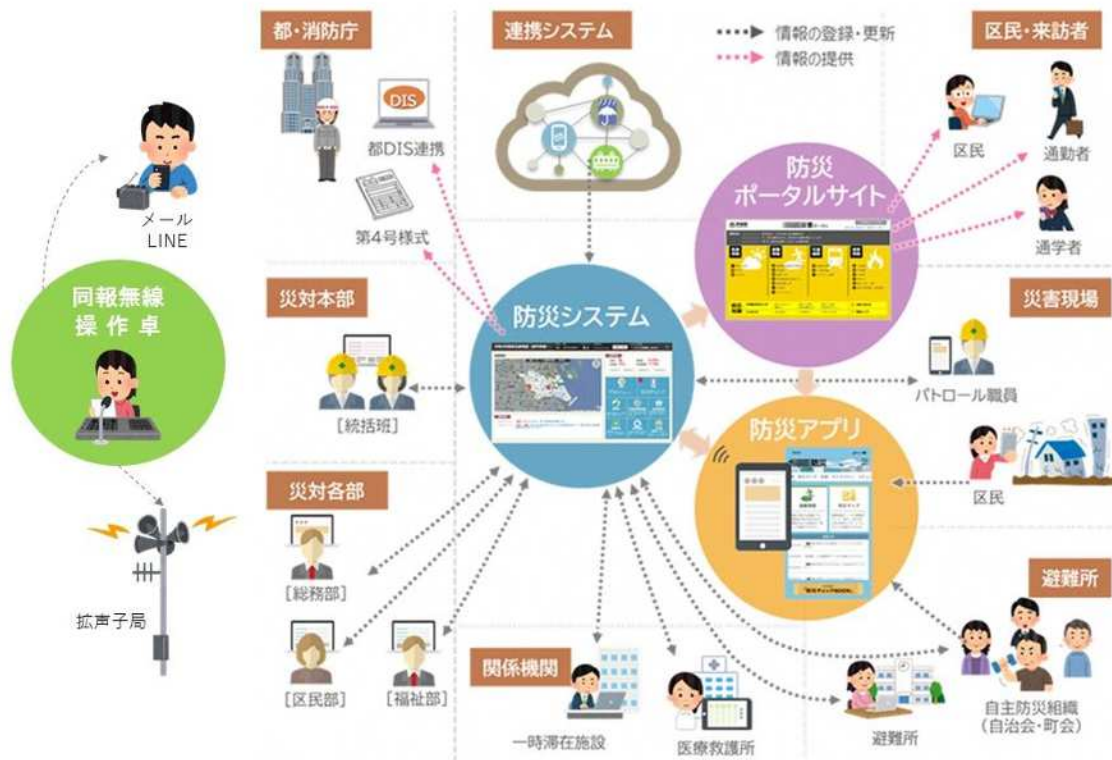 都・消防庁
DIS
都DIS連携
第4号様式
連携システム
情報の登録・更新
情報の提供
区民・来訪者
区民
通勤者
通学者
メール
LINE
同報無線
操作卓
拡声子局
災対本部
[統括班]
防災システム
防災
ポータルサイト
災害現場
パトロール職員
区民
防災アプリ
災対各部
[総務部]
[区民部]
[福祉部]
関係機関
一時滞在施設
医療救護所
避難所
避難所
自主防災組織
(自治会・町会)